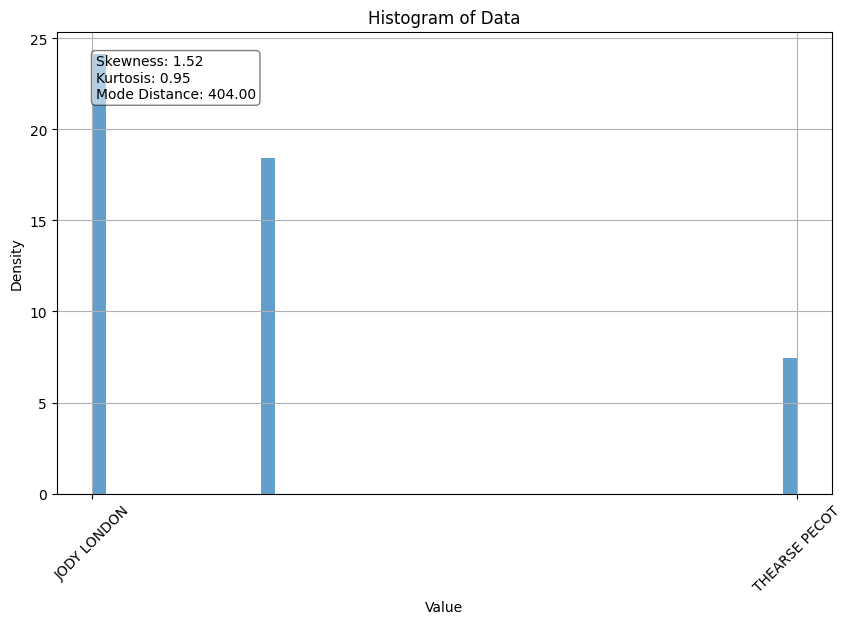 Histogram of Data
25
Skewness: 1.52
Kurtosis: 0.95
Mode Distance: 404.00
20
15
Density
10
5
0
JODY LONDON
THEARSE PECOT
Value